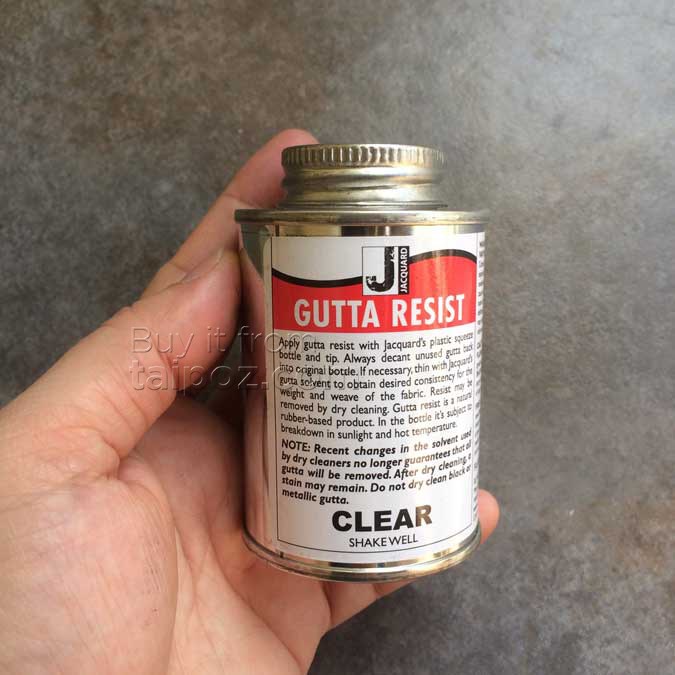 J
JACQUARD
GUTTA RESIST
Apply gutta resist with Jacquard's plastic squeeze
bottle and tip. Always decant unused gutta back
into original bottle. If necessary, thin with Jacquard's
gutta solvent to obtain desired consistency for the
weight and weave of the fabric. Resist may be
removed by dry cleaning. Gutta resist is a natural
rubber-based product. In the bottle it's subject to
breakdown in sunlight and hot temperature.
NOTE: Recent changes in the solvent used
by dry cleaners no longer guarantees that all
gutta will be removed. After dry cleaning, a
stain may remain. Do not dry clean black or
metallic gutta.
CLEAR
SHAKE WELL
Buy it from